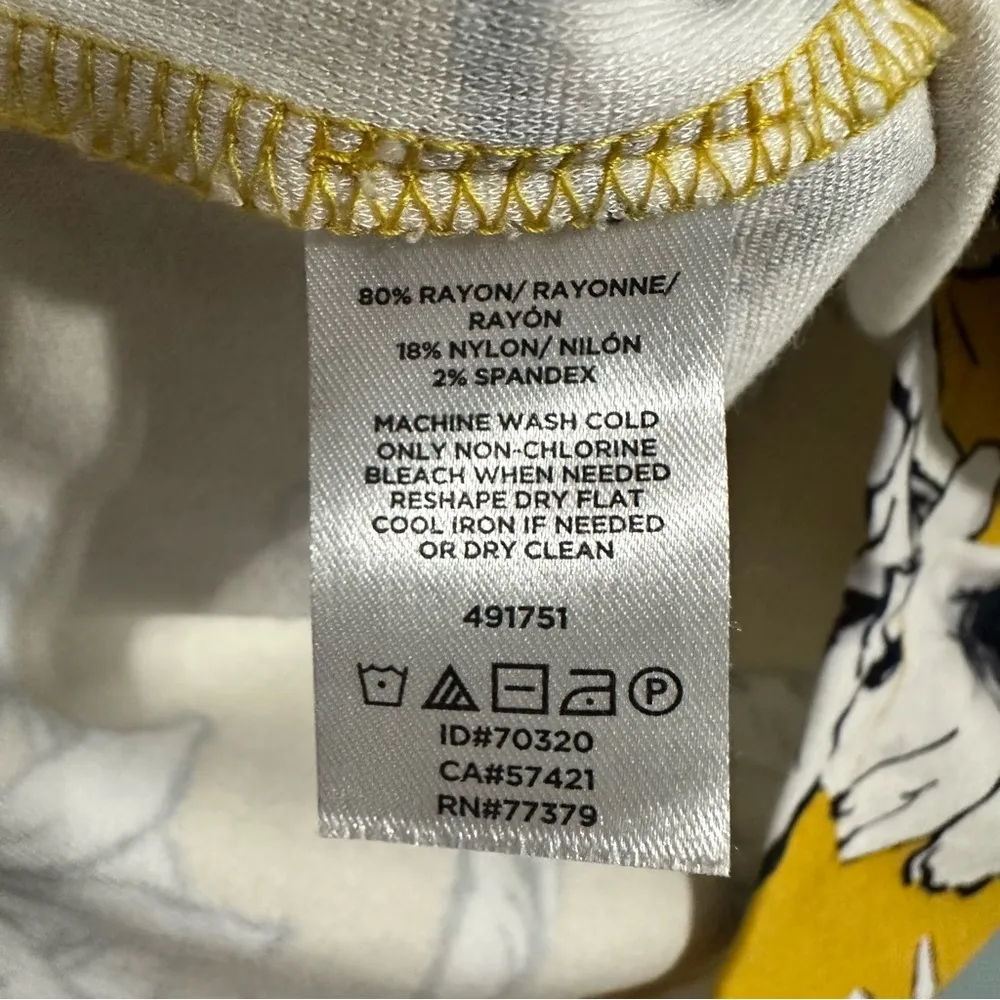 80% RAYON/ RAYONNE/
RAYÓN
18% NYLON/ NILÓN
2% SPANDEX
MACHINE WASH COLD
ONLY NON-CHLORINE
BLEACH WHEN NEEDED
RESHAPE DRY FLAT
COOL IRON IF NEEDED
OR DRY CLEAN
491751
P
ID#70320
CA#57421
RN#77379